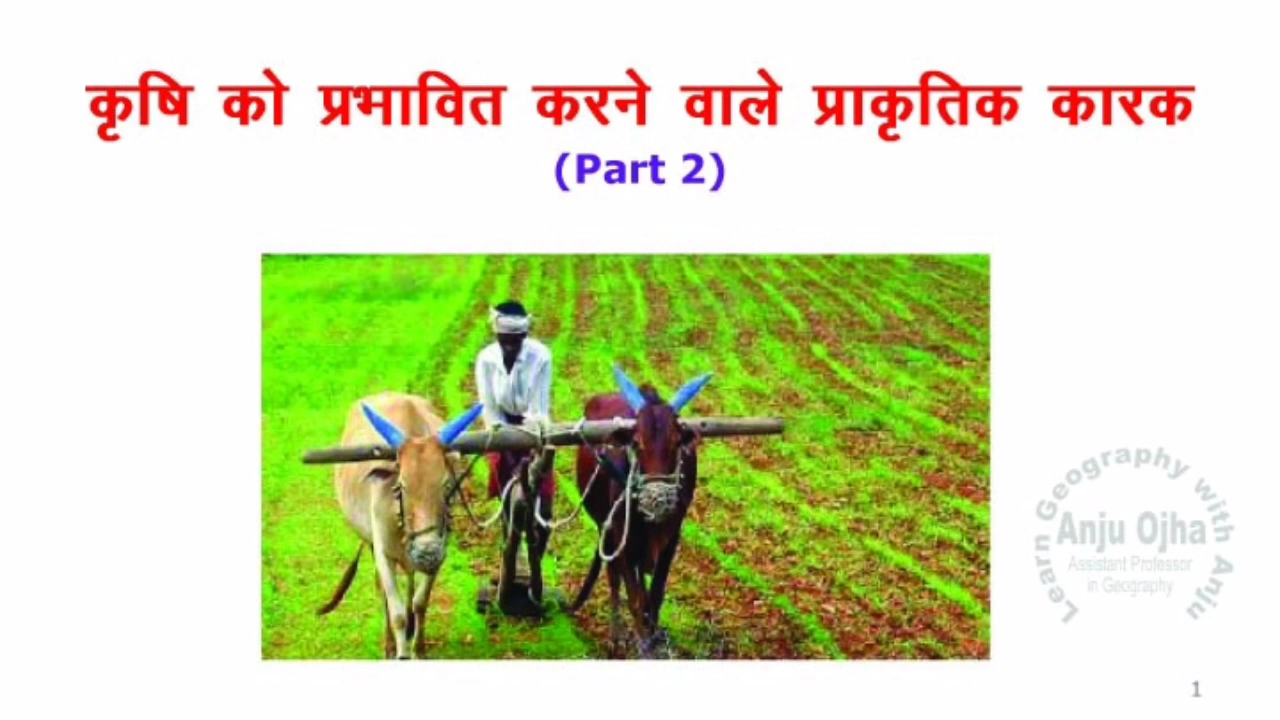 कृषि को प्रभावित करने वाले प्राकृतिक कारक
(Part 2)
Learn Geography with Anju
Anju Ojha
Assistant Professor
in Geography
1